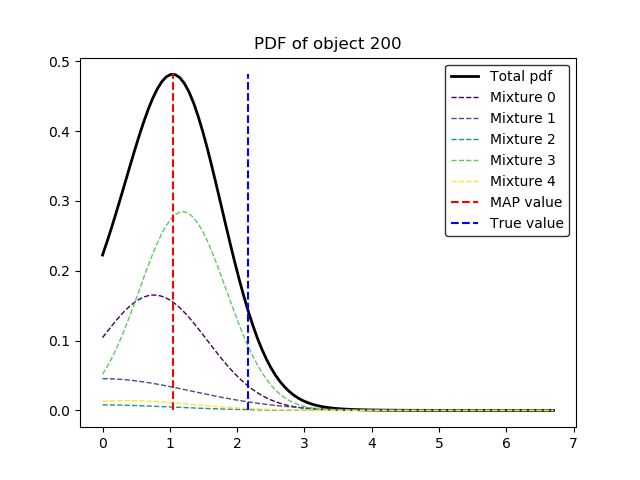 PDF of object 200
0.5
0.4
0.3
0.2
0.1
0.0
0 1 2 3 4 5 6 7
Total pdf
Mixture 0
Mixture 1
Mixture 2
Mixture 3
Mixture 4
MAP value
True value